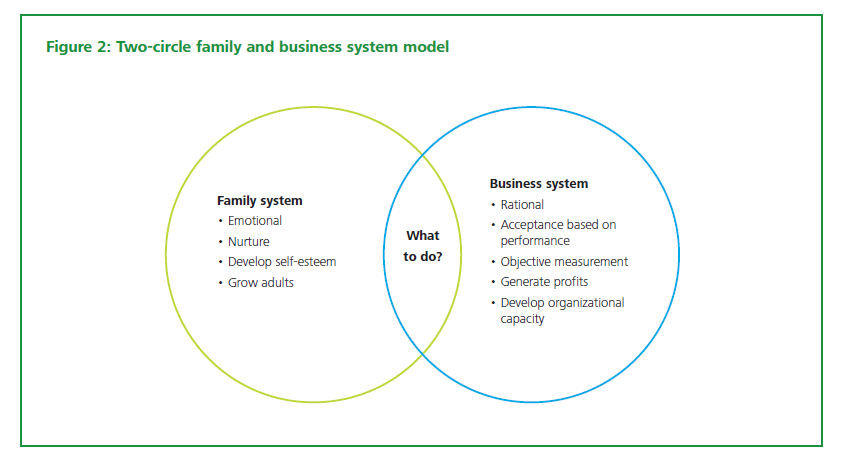 Figure 2: Two-circle family and business system model
Family system
• Emotional
• Nurture
• Develop self-esteem
• Grow adults
What
to do?
Business system
• Rational
• Acceptance based on
performance
• Objective measurement
• Generate profits
• Develop organizational
capacity